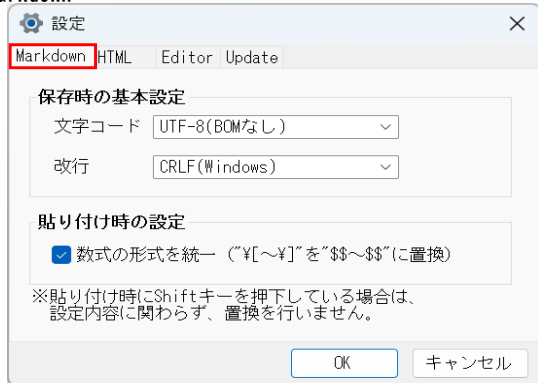 設定
Markdown HTML Editor Update
保存時の基本設定
文字コード UTF-8(BOMなし)
改行 CRLF(Windows)
貼り付け時の設定
数式の形式を統一 ("¥[～¥]"を"$$～$$"に置換)
※貼り付け時にShiftキーを押下している場合は、
設定内容に関わらず、置換を行いません。
OK キャンセル